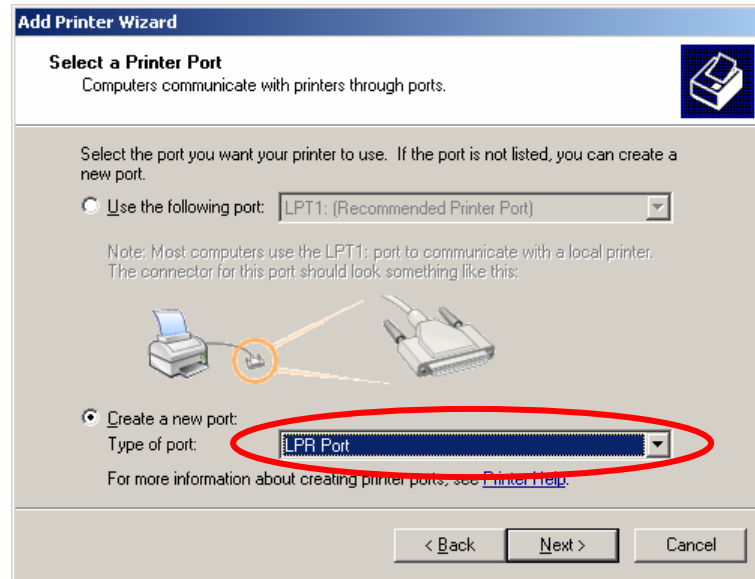 Add Printer Wizard
Select a Printer Port
Computers communicate with printers through ports.
Select the port you want your printer to use.  If the port is not listed, you can create a
new port.
Use the following port: LPT1: (Recommended Printer Port)
Note: Most computers use the LPT1: port to communicate with a local printer.
The connector for this port should look something like this:
Create a new port:
Type of port: LPR Port
For more information about creating printer ports, see Printer Help.
< Back Next > Cancel